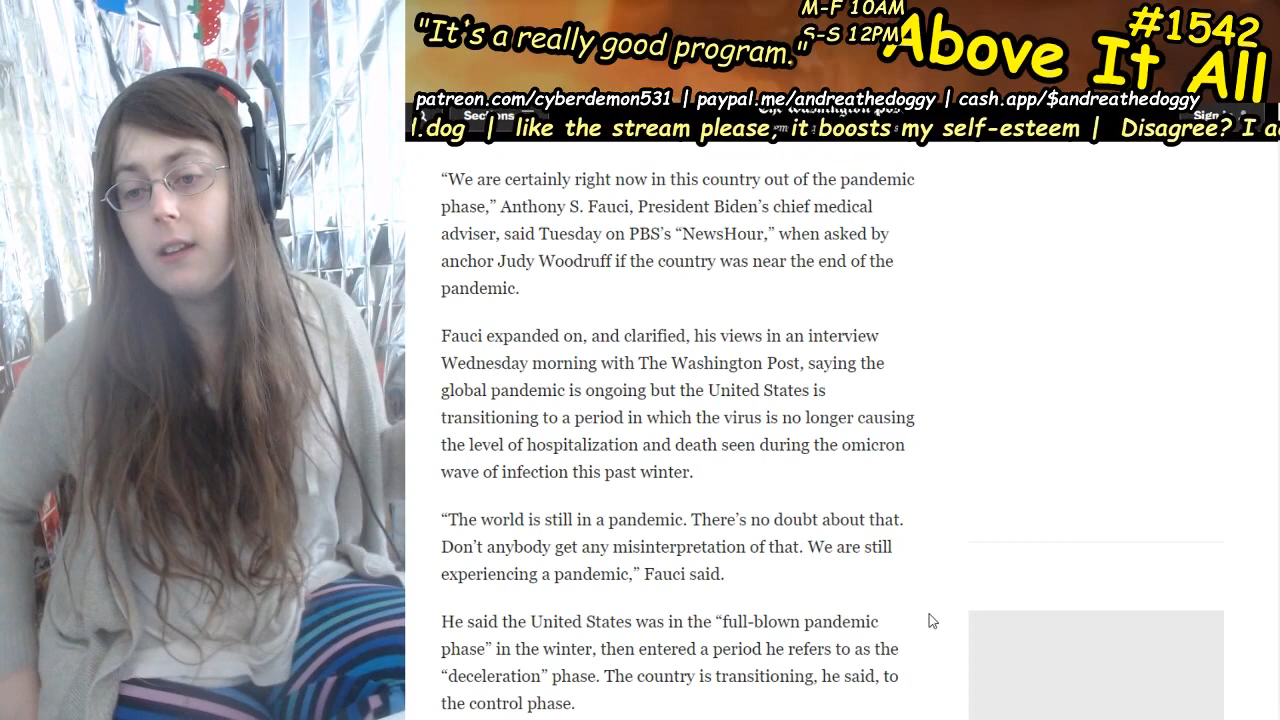 "It's a really good program."
M-F 10AM
S-S 12PM
Above It All
#1542
patreon.com/cyberdemon531 | paypal.me/andreathedoggy | cash.app/$andreathedoggy
Sections
l.dog | like the stream please, it boosts my self-esteem | Disagree? I a
“We are certainly right now in this country out of the pandemic
phase,” Anthony S. Fauci, President Biden’s chief medical
adviser, said Tuesday on PBS’s “NewsHour,” when asked by
anchor Judy Woodruff if the country was near the end of the
pandemic.
Fauci expanded on, and clarified, his views in an interview
Wednesday morning with The Washington Post, saying the
global pandemic is ongoing but the United States is
transitioning to a period in which the virus is no longer causing
the level of hospitalization and death seen during the omicron
wave of infection this past winter.
“The world is still in a pandemic. There’s no doubt about that.
Don’t anybody get any misinterpretation of that. We are still
experiencing a pandemic,” Fauci said.
He said the United States was in the “full-blown pandemic
phase” in the winter, then entered a period he refers to as the
“deceleration” phase. The country is transitioning, he said, to
the control phase.